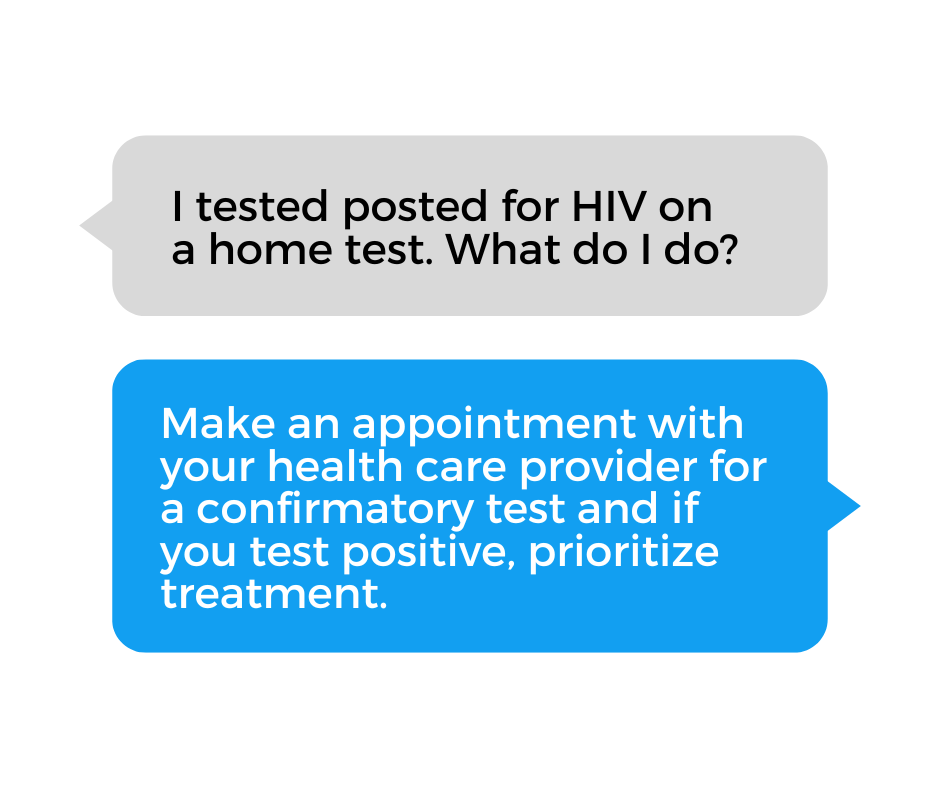 I tested posted for HIV on
a home test. What do I do?
Make an appointment with
your health care provider for
a confirmatory test and if
you test positive, prioritize
treatment.